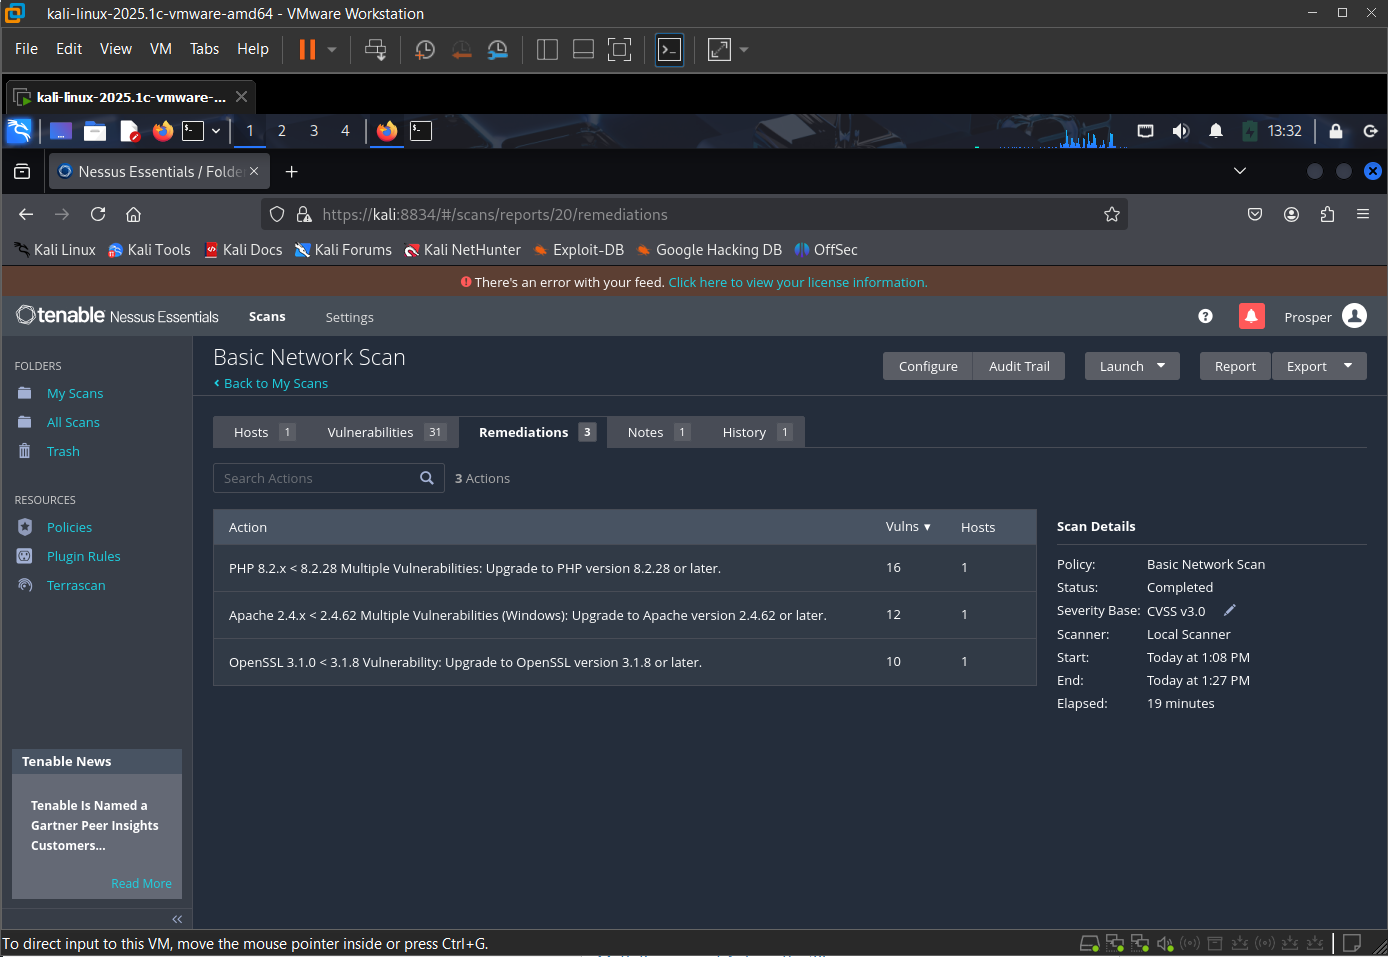 kali-linux-2025.1c-vmware-amd64 - VMware Workstation
File Edit View VM Tabs Help
kali-linux-2025.1c-vmware-...
1 2 3 4 13:32
Nessus Essentials / Folde
https://kali:8834/#/scans/reports/20/remediations
Kali Linux Kali Tools Kali Docs Kali Forums Kali NetHunter Exploit-DB Google Hacking DB OffSec
There's an error with your feed. Click here to view your license information.
tenable Nessus Essentials Scans Settings Prosper
FOLDERS
My Scans
All Scans
Trash
RESOURCES
Policies
Plugin Rules
Terrascan
Tenable News
Tenable Is Named a
Gartner Peer Insights
Customers...
Read More
Basic Network Scan
Back to My Scans
Configure Audit Trail Launch Report Export
Hosts 1 Vulnerabilities 31 Remediations 3 Notes 1 History 1
Search Actions 3 Actions
Action Vulns Hosts
PHP 8.2.x < 8.2.28 Multiple Vulnerabilities: Upgrade to PHP version 8.2.28 or later. 16 1
Apache 2.4.x < 2.4.62 Multiple Vulnerabilities (Windows): Upgrade to Apache version 2.4.62 or later. 12 1
OpenSSL 3.1.0 < 3.1.8 Vulnerability: Upgrade to OpenSSL version 3.1.8 or later. 10 1
Scan Details
Policy: Basic Network Scan
Status: Completed
Severity Base: CVSS v3.0
Scanner: Local Scanner
Start: Today at 1:08 PM
End: Today at 1:27 PM
Elapsed: 19 minutes
To direct input to this VM, move the mouse pointer inside or press Ctrl+G.